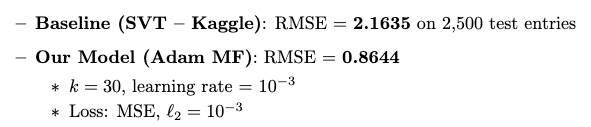 – Baseline (SVT – Kaggle): RMSE = 2.1635 on 2,500 test entries
– Our Model (Adam MF): RMSE = 0.8644
* k = 30, learning rate = 10⁻³
* Loss: MSE, ℓ₂ = 10⁻³